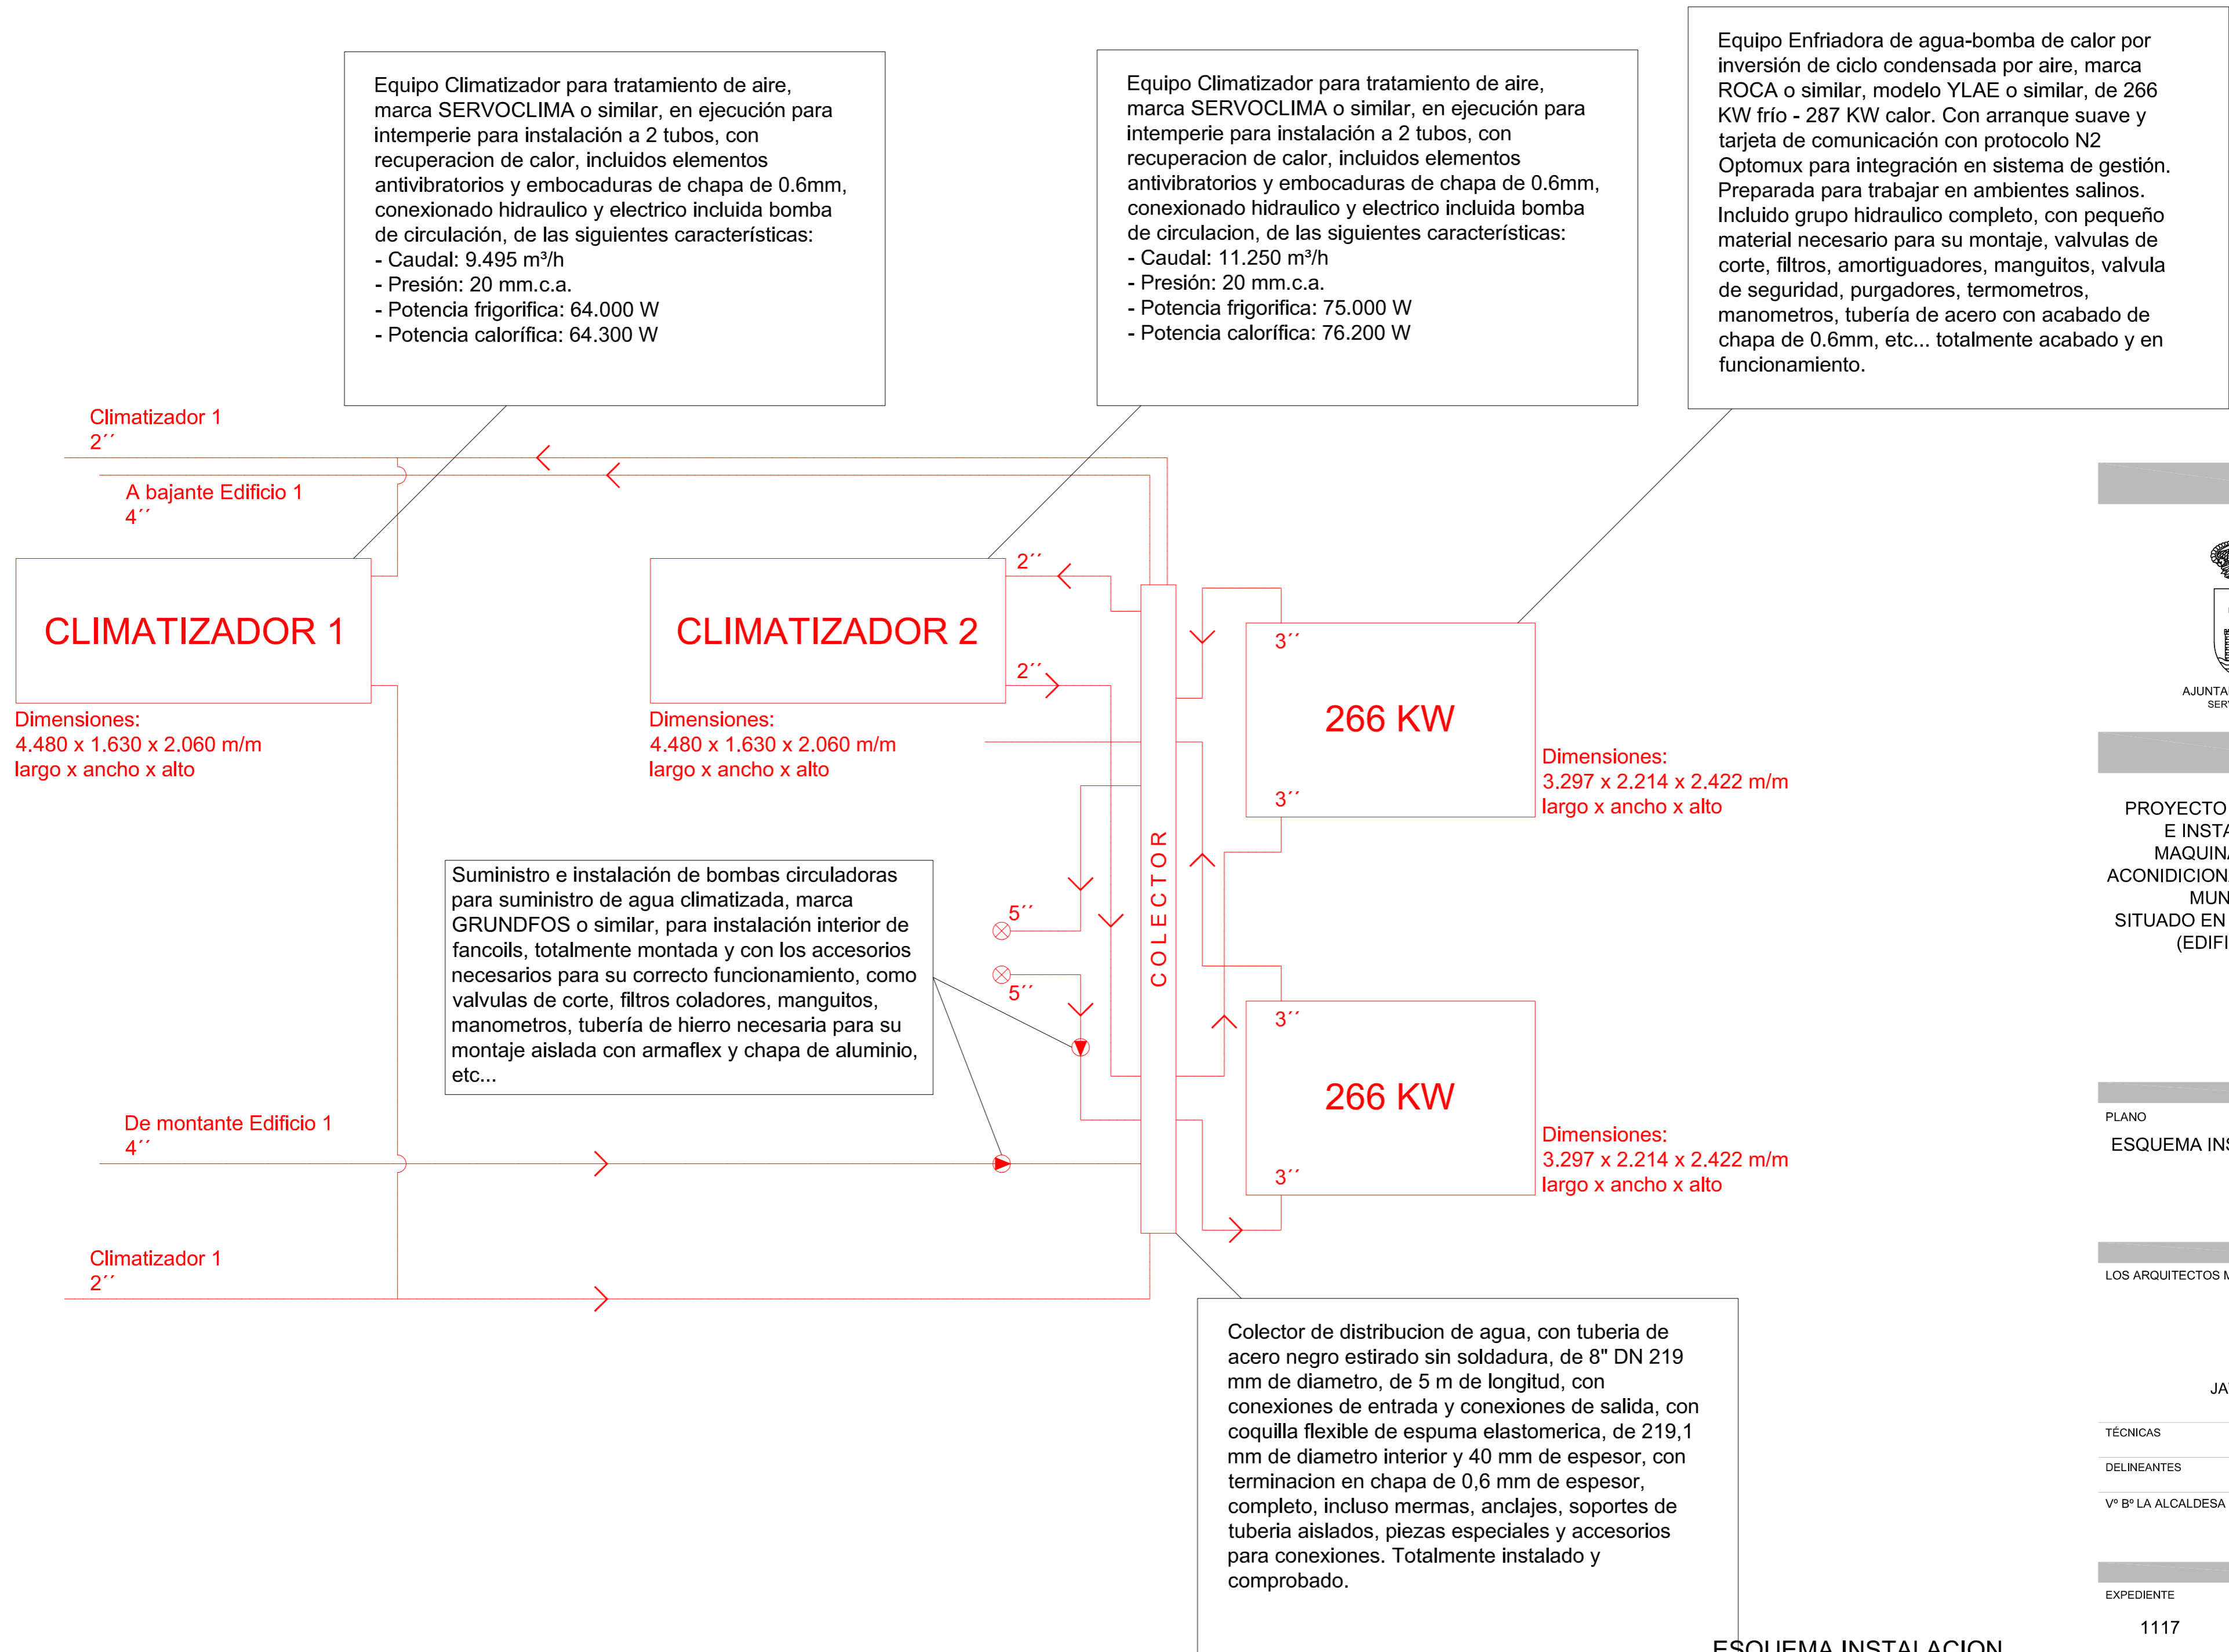 Equipo Climatizador para tratamiento de aire,
marca SERVOCLIMA o similar, en ejecución para
intemperie para instalación a 2 tubos, con
recuperacion de calor, incluidos elementos
antivibratorios y embocaduras de chapa de 0.6mm,
conexionado hidraulico y electrico incluida bomba
de circulación, de las siguientes características:
- Caudal: 9.495 m³/h
- Presión: 20 mm.c.a.
- Potencia frigorifica: 64.000 W
- Potencia calorífica: 64.300 W
Equipo Climatizador para tratamiento de aire,
marca SERVOCLIMA o similar, en ejecución para
intemperie para instalación a 2 tubos, con
recuperacion de calor, incluidos elementos
antivibratorios y embocaduras de chapa de 0.6mm,
conexionado hidraulico y electrico incluida bomba
de circulacion, de las siguientes características:
- Caudal: 11.250 m³/h
- Presión: 20 mm.c.a.
- Potencia frigorifica: 75.000 W
- Potencia calorífica: 76.200 W
Equipo Enfriadora de agua-bomba de calor por
inversión de ciclo condensada por aire, marca
ROCA o similar, modelo YLAE o similar, de 266
KW frío - 287 KW calor. Con arranque suave y
tarjeta de comunicación con protocolo N2
Optomux para integración en sistema de gestión.
Preparada para trabajar en ambientes salinos.
Incluido grupo hidraulico completo, con pequeño
material necesario para su montaje, valvulas de
corte, filtros, amortiguadores, manguitos, valvula
de seguridad, purgadores, termometros,
manometros, tubería de acero con acabado de
chapa de 0.6mm, etc... totalmente acabado y en
funcionamiento.
Climatizador 1
2´´
A bajante Edificio 1
4´´
CLIMATIZADOR 1
Dimensiones:
4.480 x 1.630 x 2.060 m/m
largo x ancho x alto
CLIMATIZADOR 2
2´´
2´´
Dimensiones:
4.480 x 1.630 x 2.060 m/m
largo x ancho x alto
COLECTOR
3´´
266 KW
3´´
Dimensiones:
3.297 x 2.214 x 2.422 m/m
largo x ancho x alto
Suministro e instalación de bombas circuladoras
para suministro de agua climatizada, marca
GRUNDFOS o similar, para instalación interior de
fancoils, totalmente montada y con los accesorios
necesarios para su correcto funcionamiento, como
valvulas de corte, filtros coladores, manguitos,
manometros, tubería de hierro necesaria para su
montaje aislada con armaflex y chapa de aluminio,
etc...
5´´
5´´
3´´
266 KW
3´´
Dimensiones:
3.297 x 2.214 x 2.422 m/m
largo x ancho x alto
De montante Edificio 1
4´´
Climatizador 1
2´´
Colector de distribucion de agua, con tuberia de
acero negro estirado sin soldadura, de 8" DN 219
mm de diametro, de 5 m de longitud, con
conexiones de entrada y conexiones de salida, con
coquilla flexible de espuma elastomerica, de 219,1
mm de diametro interior y 40 mm de espesor, con
terminacion en chapa de 0,6 mm de espesor,
completo, incluso mermas, anclajes, soportes de
tuberia aislados, piezas especiales y accesorios
para conexiones. Totalmente instalado y
comprobado.
ESQUEMA INSTALACION
PROYECTO
E
MUN
SITUADO EN
PLANO
ESQUEMA
LOS ARQUITECTOS
TÉCNICAS
DELINEANTES
Vº Bº LA ALCALDESA
EXPEDIENTE
1117